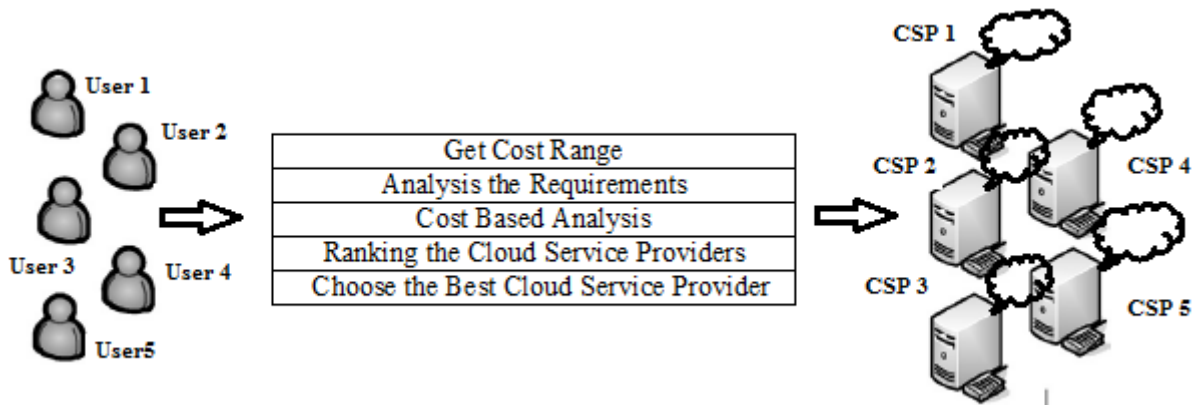 User 1
User 2
User 3
User 4
User5
Get Cost Range
Analysis the Requirements
Cost Based Analysis
Ranking the Cloud Service Providers
Choose the Best Cloud Service Provider
CSP 1
CSP 2
CSP 4
CSP 3
CSP 5